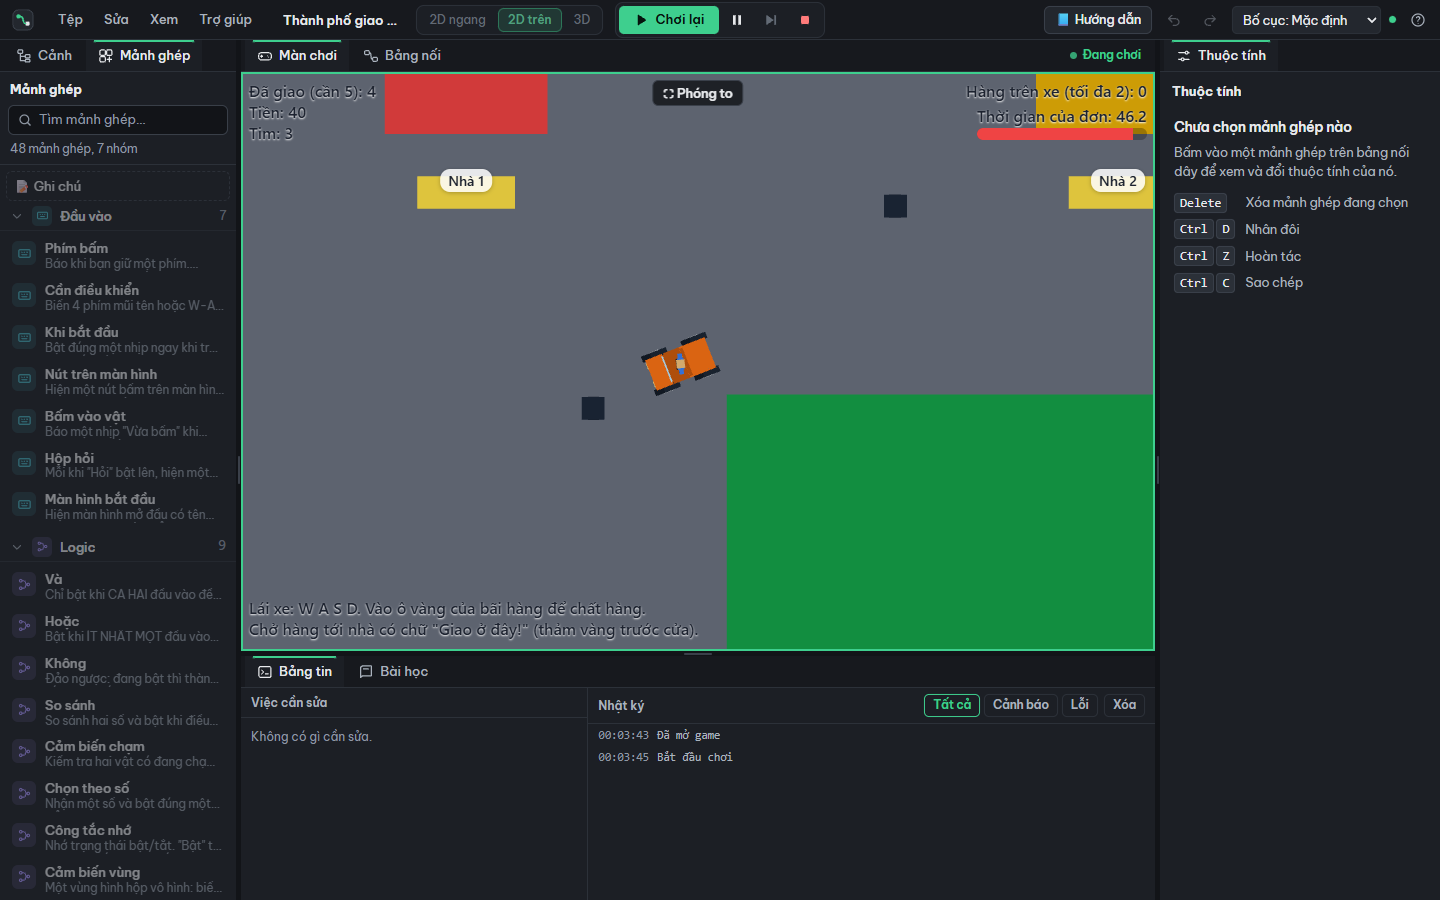 Tệp
Sửa
Xem
Trợ giúp
Thành phố giao ...
2D ngang
2D trên
3D
Chơi lại
Hướng dẫn
Bố cục: Mặc định
Cảnh
Mảnh ghép
Màn chơi
Bảng nối
Đang chơi
Thuộc tính
Mảnh ghép
Tìm mảnh ghép...
48 mảnh ghép, 7 nhóm
Ghi chú
Đầu vào 7
Phím bấm
Báo khi bạn giữ một phím....
Cần điều khiển
Biến 4 phím mũi tên hoặc W-A...
Khi bắt đầu
Bật đúng một nhịp ngay khi tr...
Nút trên màn hình
Hiện một nút bấm trên màn hìn...
Bấm vào vật
Báo một nhịp "Vừa bấm" khi...
Hộp hỏi
Mỗi khi "Hỏi" bật lên, hiện một...
Màn hình bắt đầu
Hiện màn hình mở đầu có tên...
Logic 9
Và
Chỉ bật khi CẢ HAI đầu vào đề...
Hoặc
Bật khi ÍT NHẤT MỘT đầu vào...
Không
Đảo ngược: đang bật thì thàn...
So sánh
So sánh hai số và bật khi điều...
Cảm biến chạm
Kiểm tra hai vật có đang chạ...
Chọn theo số
Nhận một số và bật đúng một...
Công tắc nhớ
Nhớ trạng thái bật/tắt. "Bật" t...
Cảm biến vùng
Một vùng hình hộp vô hình: biế...
Đã giao (cần 5): 4
Tiền: 40
Tim: 3
Phóng to
Hàng trên xe (tối đa 2): 0
Thời gian của đơn: 46.2
Nhà 1
Nhà 2
Lái xe: W A S D. Vào ô vàng của bãi hàng để chất hàng.
Chở hàng tới nhà có chữ "Giao ở đây!" (thảm vàng trước cửa).
Bảng tin
Bài học
Việc cần sửa
Không có gì cần sửa.
Nhật ký
Tất cả
Cảnh báo
Lỗi
Xóa
00:03:43 Đã mở game
00:03:45 Bắt đầu chơi
Thuộc tính
Chưa chọn mảnh ghép nào
Bấm vào một mảnh ghép trên bảng nối
dây để xem và đổi thuộc tính của nó.
Delete Xóa mảnh ghép đang chọn
Ctrl D Nhân đôi
Ctrl Z Hoàn tác
Ctrl C Sao chép